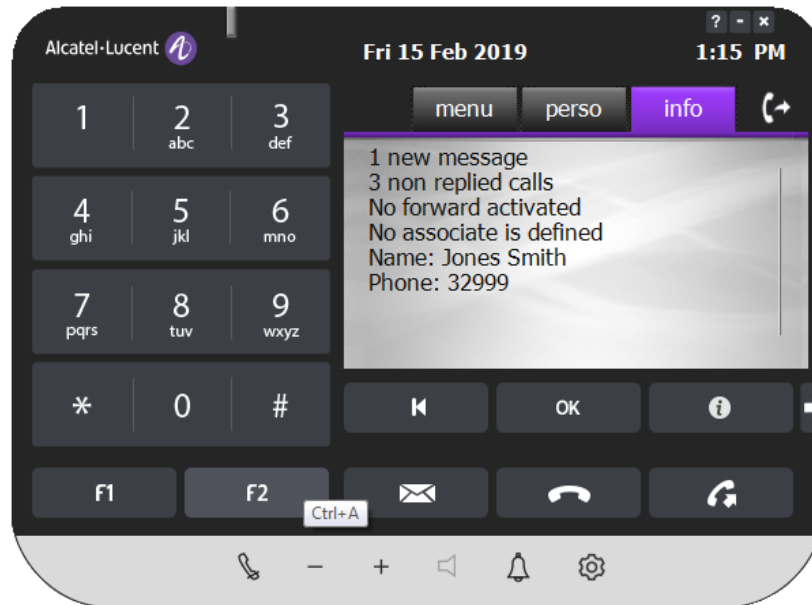 ? - ×
Alcatel·Lucent
Fri 15 Feb 2019
1:15 PM
menu
perso
info
1 new message
3 non replied calls
No forward activated
No associate is defined
Name: Jones Smith
Phone: 32999
1
2
abc
3
def
4
ghi
5
jkl
6
mno
7
pqrs
8
tuv
9
wxyz
*
0
#
OK
F1
F2
Ctrl+A